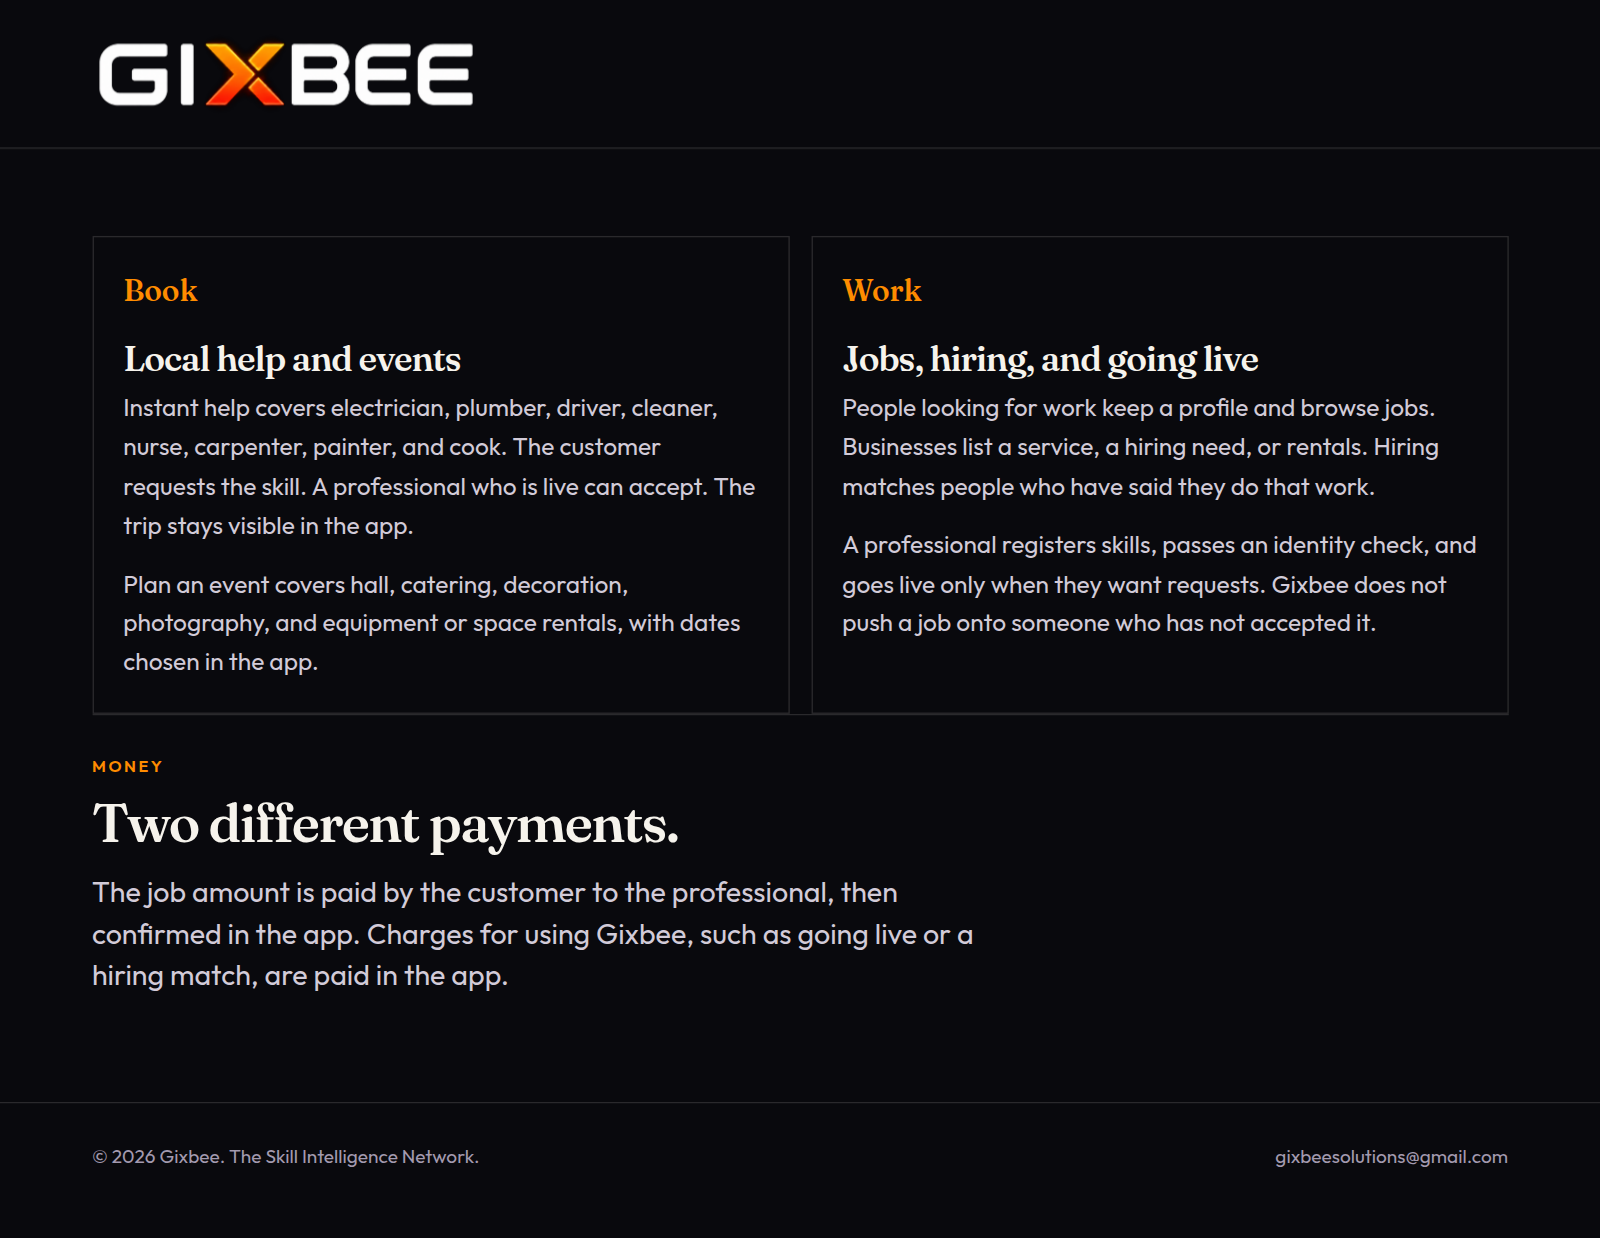 GIXBEE
Book
Local help and events
Instant help covers electrician, plumber, driver, cleaner,
nurse, carpenter, painter, and cook. The customer
requests the skill. A professional who is live can accept. The
trip stays visible in the app.
Plan an event covers hall, catering, decoration,
photography, and equipment or space rentals, with dates
chosen in the app.
Work
Jobs, hiring, and going live
People looking for work keep a profile and browse jobs.
Businesses list a service, a hiring need, or rentals. Hiring
matches people who have said they do that work.
A professional registers skills, passes an identity check, and
goes live only when they want requests. Gixbee does not
push a job onto someone who has not accepted it.
MONEY
Two different payments.
The job amount is paid by the customer to the professional, then
confirmed in the app. Charges for using Gixbee, such as going live or a
hiring match, are paid in the app.
© 2026 Gixbee. The Skill Intelligence Network.
gixbeesolutions@gmail.com